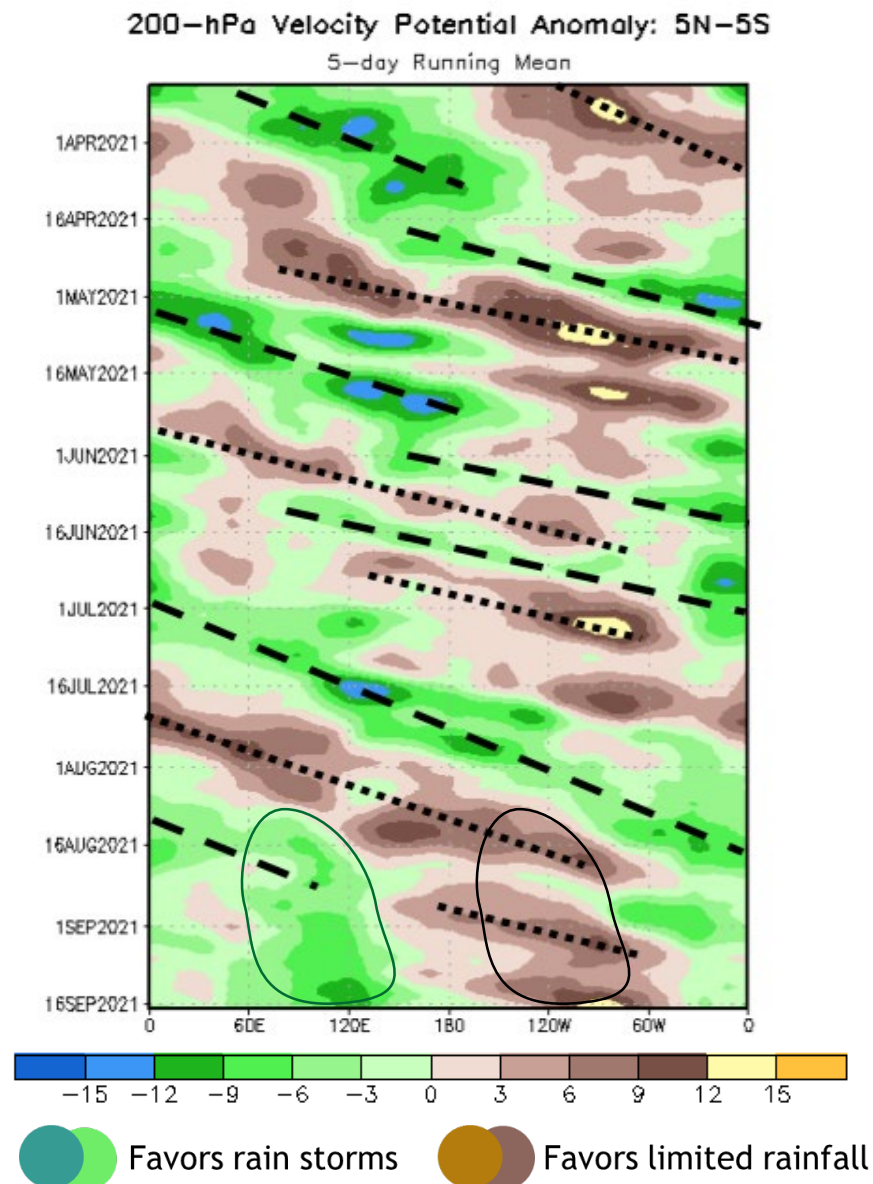 200-hPa Velocity Potential Anomaly: 5N-5S
5-day Running Mean
1APR2021
16APR2021
1MAY2021
16MAY2021
1JUN2021
16JUN2021
1JUL2021
16JUL2021
1AUG2021
16AUG2021
1SEP2021
16SEP2021
0 60E 120E 180 120W 60W 0
-15 -12 -9 -6 -3 0 3 6 9 12 15
Favors rain storms Favors limited rainfall